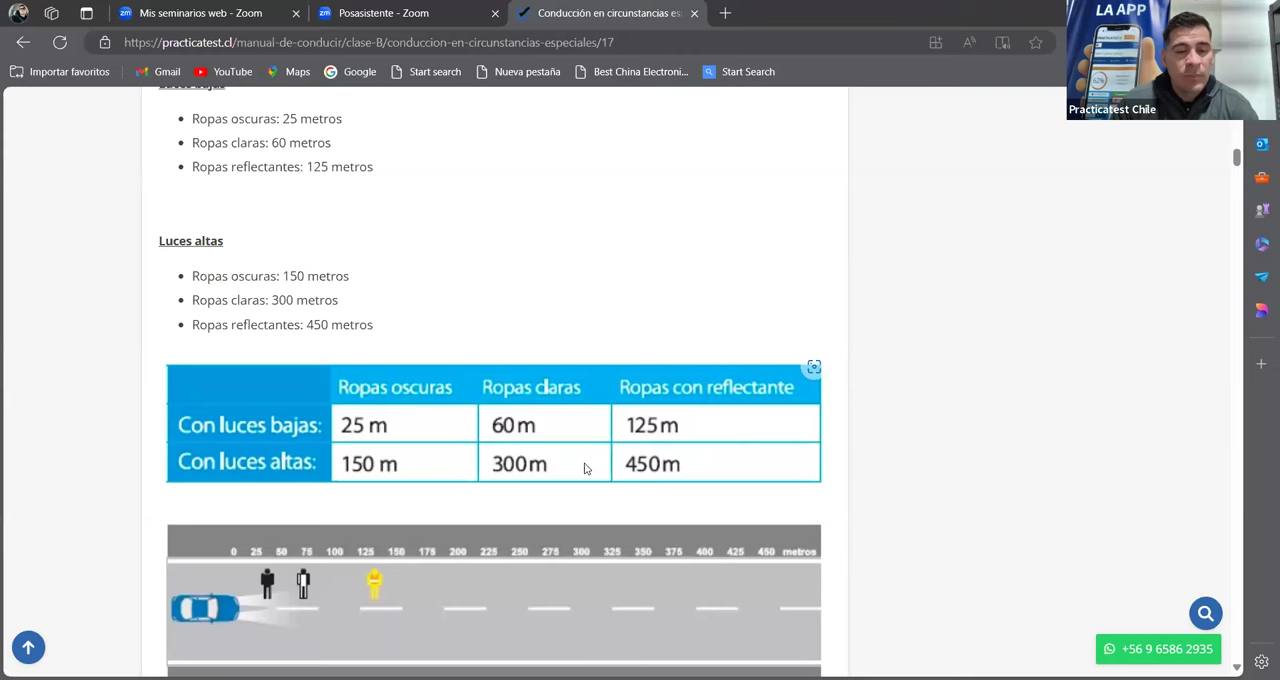 Mis seminarios web - Zoom
Posasistente - Zoom
Conducción en circunstancias es
https://practicatest.cl/manual-de-conducir/clase-B/conduccion-en-circunstancias-especiales/17
Importar favoritos
Gmail
YouTube
Maps
Google
Start search
Nueva pestaña
Best China Electroni...
Start Search
LA APP
62%
Practicatest Chile
Luces bajas
Ropas oscuras: 25 metros
Ropas claras: 60 metros
Ropas reflectantes: 125 metros
Luces altas
Ropas oscuras: 150 metros
Ropas claras: 300 metros
Ropas reflectantes: 450 metros
Ropas oscuras Ropas claras Ropas con reflectante
Con luces bajas: 25 m 60 m 125 m
Con luces altas: 150 m 300 m 450 m
0 25 50 75 100 125 150 175 200 225 250 275 300 325 350 375 400 425 450 metros
+56 9 6586 2935